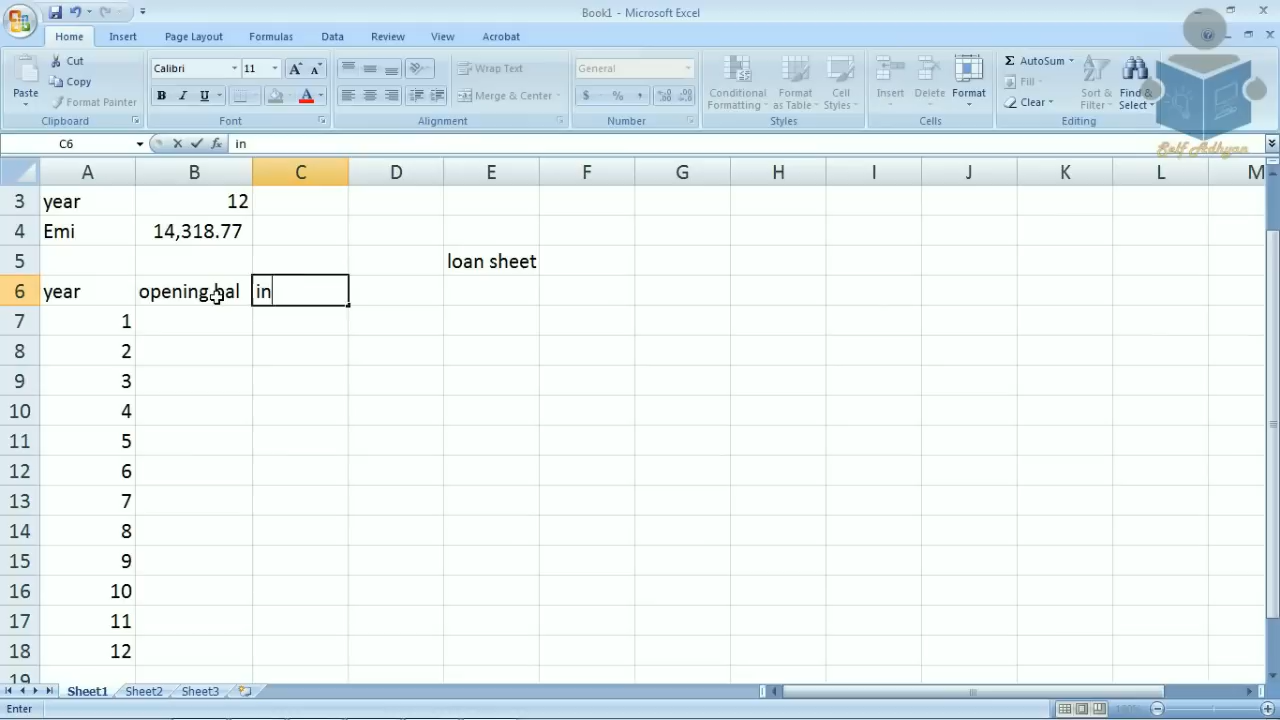 Book1 - Microsoft Excel
Home Insert Page Layout Formulas Data Review View Acrobat
Paste Cut Calibri 11 Wrap Text General Conditional Formatting Format as Table Cell Styles Insert Delete Format AutoSum Sort & Filter Find & Select
Copy Fill
Format Painter B I U A Merge & Center $ % , Clear
Clipboard Font Alignment Number Styles Cells Editing
Self Adhyan
C6 fx in
A B C D E F G H I J K L M
3 year 12
4 Emi 14,318.77
5 loan sheet
6 year opening bal in
7 1
8 2
9 3
10 4
11 5
12 6
13 7
14 8
15 9
16 10
17 11
18 12
19
Sheet1 Sheet2 Sheet3
Enter 180%